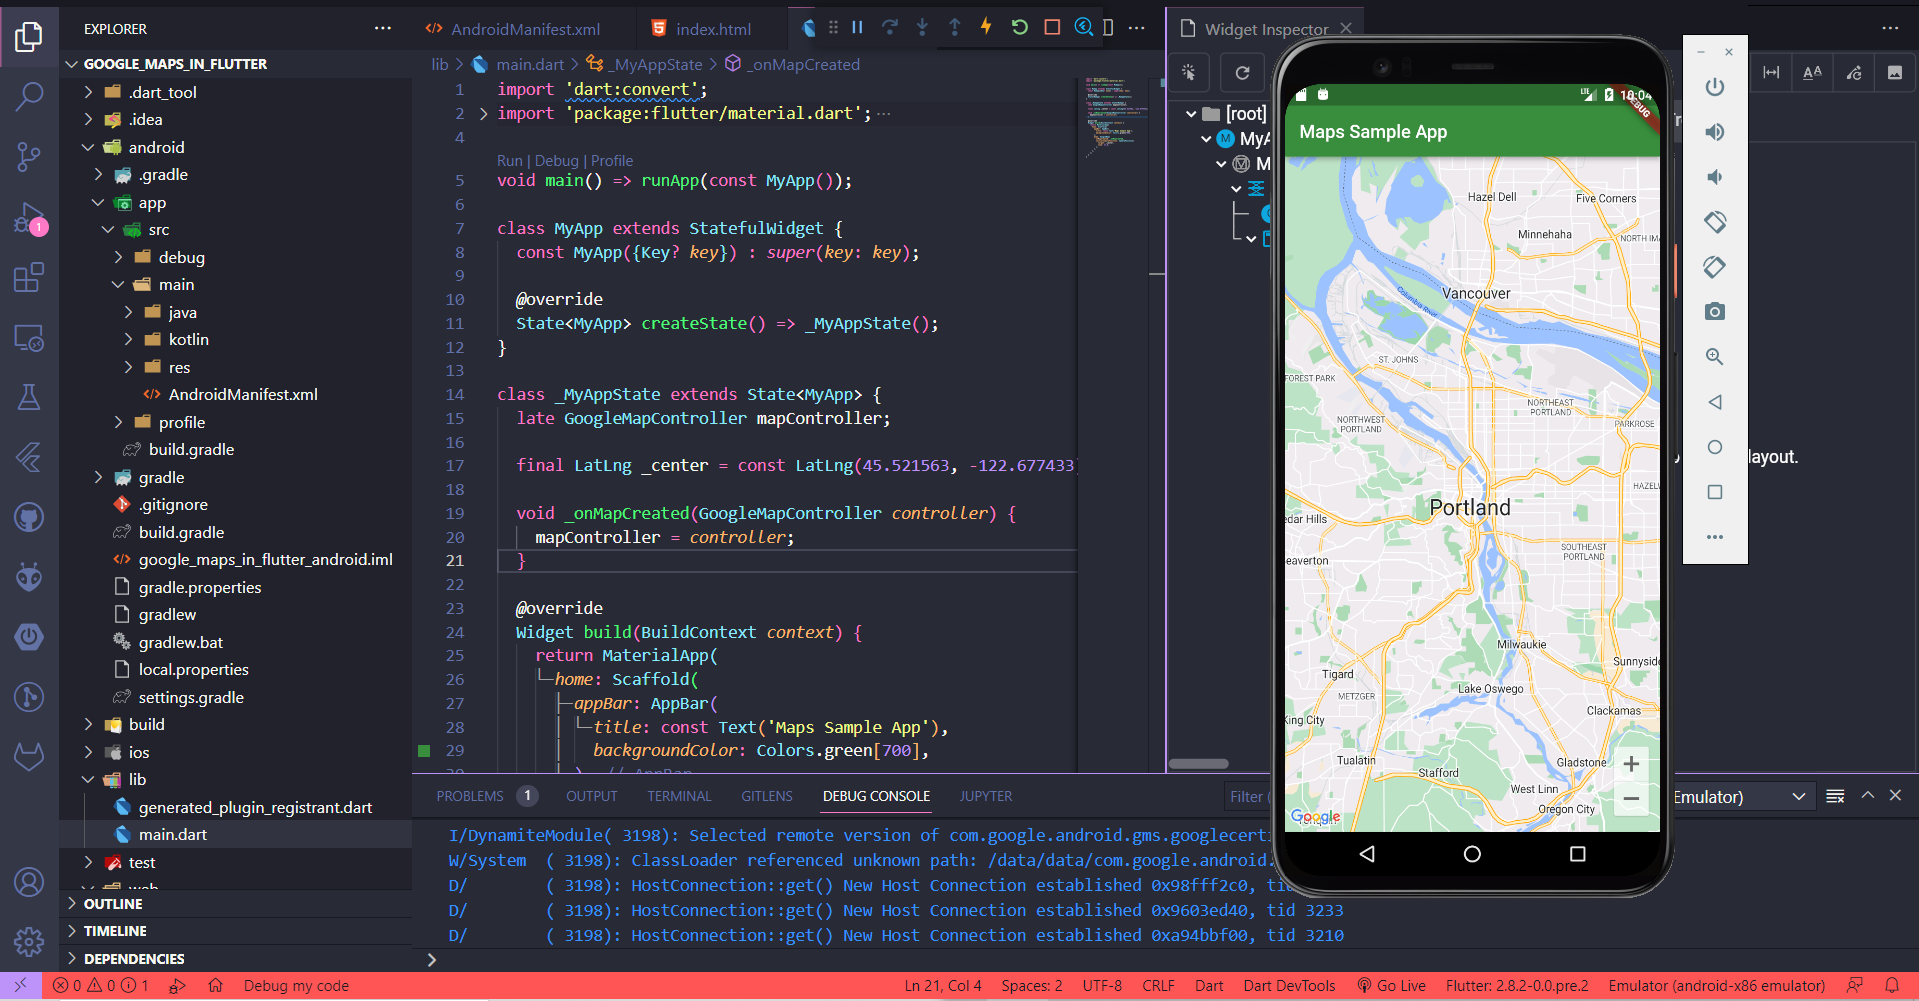 EXPLORER
GOOGLE_MAPS_IN_FLUTTER
.dart_tool
.idea
android
.gradle
app
src
debug
main
java
kotlin
res
AndroidManifest.xml
profile
build.gradle
gradle
.gitignore
build.gradle
google_maps_in_flutter_android.iml
gradle.properties
gradlew
gradlew.bat
local.properties
settings.gradle
build
ios
lib
generated_plugin_registrant.dart
main.dart
test
OUTLINE
TIMELINE
DEPENDENCIES
1
AndroidManifest.xml
index.html
lib > main.dart > _MyAppState > _onMapCreated
1 import 'dart:convert';
2 import 'package:flutter/material.dart'; ···
4
Run | Debug | Profile
5 void main() => runApp(const MyApp());
6
7 class MyApp extends StatefulWidget {
8 const MyApp({Key? key}) : super(key: key);
9
10 @override
11 State<MyApp> createState() => _MyAppState();
12 }
13
14 class _MyAppState extends State<MyApp> {
15 late GoogleMapController mapController;
16
17 final LatLng _center = const LatLng(45.521563, -122.677433)
18
19 void _onMapCreated(GoogleMapController controller) {
20 mapController = controller;
21 }
22
23 @override
24 Widget build(BuildContext context) {
25 return MaterialApp(
26 home: Scaffold(
27 appBar: AppBar(
28 title: const Text('Maps Sample App'),
29 backgroundColor: Colors.green[700],
Widget Inspector
[root]
MyA
M
layout.
LTE
10:04
DEBUG
Maps Sample App
Hazel Dell
Five Corners
Minnehaha
NORTH IM
Vancouver
Columbia River
ST. JOHNS
FOREST PARK
NORTHWEST
PORTLAND
NORTHEAST
PORTLAND
PARKROSE
HAZELW
Portland
edar Hills
SOUTHEAST
PORTLAND
eaverton
Milwaukie
Sunnyside
Tigard
METZGER
Lake Oswego
King City
Clackamas
Tualatin
Stafford
Gladstone
West Linn
Oregon City
Google
+
−
PROBLEMS 1 OUTPUT TERMINAL GITLENS DEBUG CONSOLE JUPYTER
Filter (
Emulator)
I/DynamiteModule( 3198): Selected remote version of com.google.android.gms.googlecerti
W/System ( 3198): ClassLoader referenced unknown path: /data/data/com.google.android.
D/ ( 3198): HostConnection::get() New Host Connection established 0x98fff2c0, tid
D/ ( 3198): HostConnection::get() New Host Connection established 0x9603ed40, tid 3233
D/ ( 3198): HostConnection::get() New Host Connection established 0xa94bbf00, tid 3210
>
0 0 1 Debug my code
Ln 21, Col 4 Spaces: 2 UTF-8 CRLF Dart Dart DevTools Go Live Flutter: 2.8.2-0.0.pre.2 Emulator (android-x86 emulator)